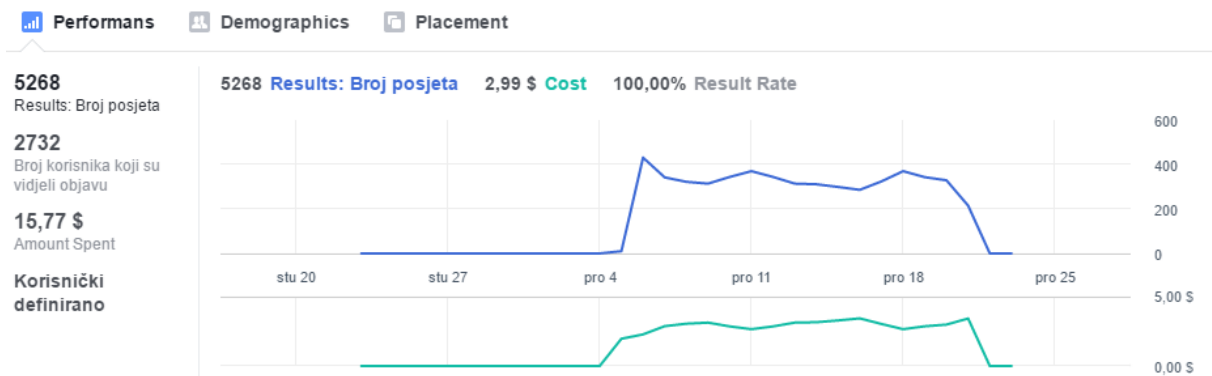 Performans Demographics Placement
5268
Results: Broj posjeta
2732
Broj korisnika koji su
vidjeli objavu
15,77 $
Amount Spent
Korisnički
definirano
5268 Results: Broj posjeta 2,99 $ Cost 100,00% Result Rate
600
400
200
0
stu 20 stu 27 pro 4 pro 11 pro 18 pro 25
5,00 $
0,00 $